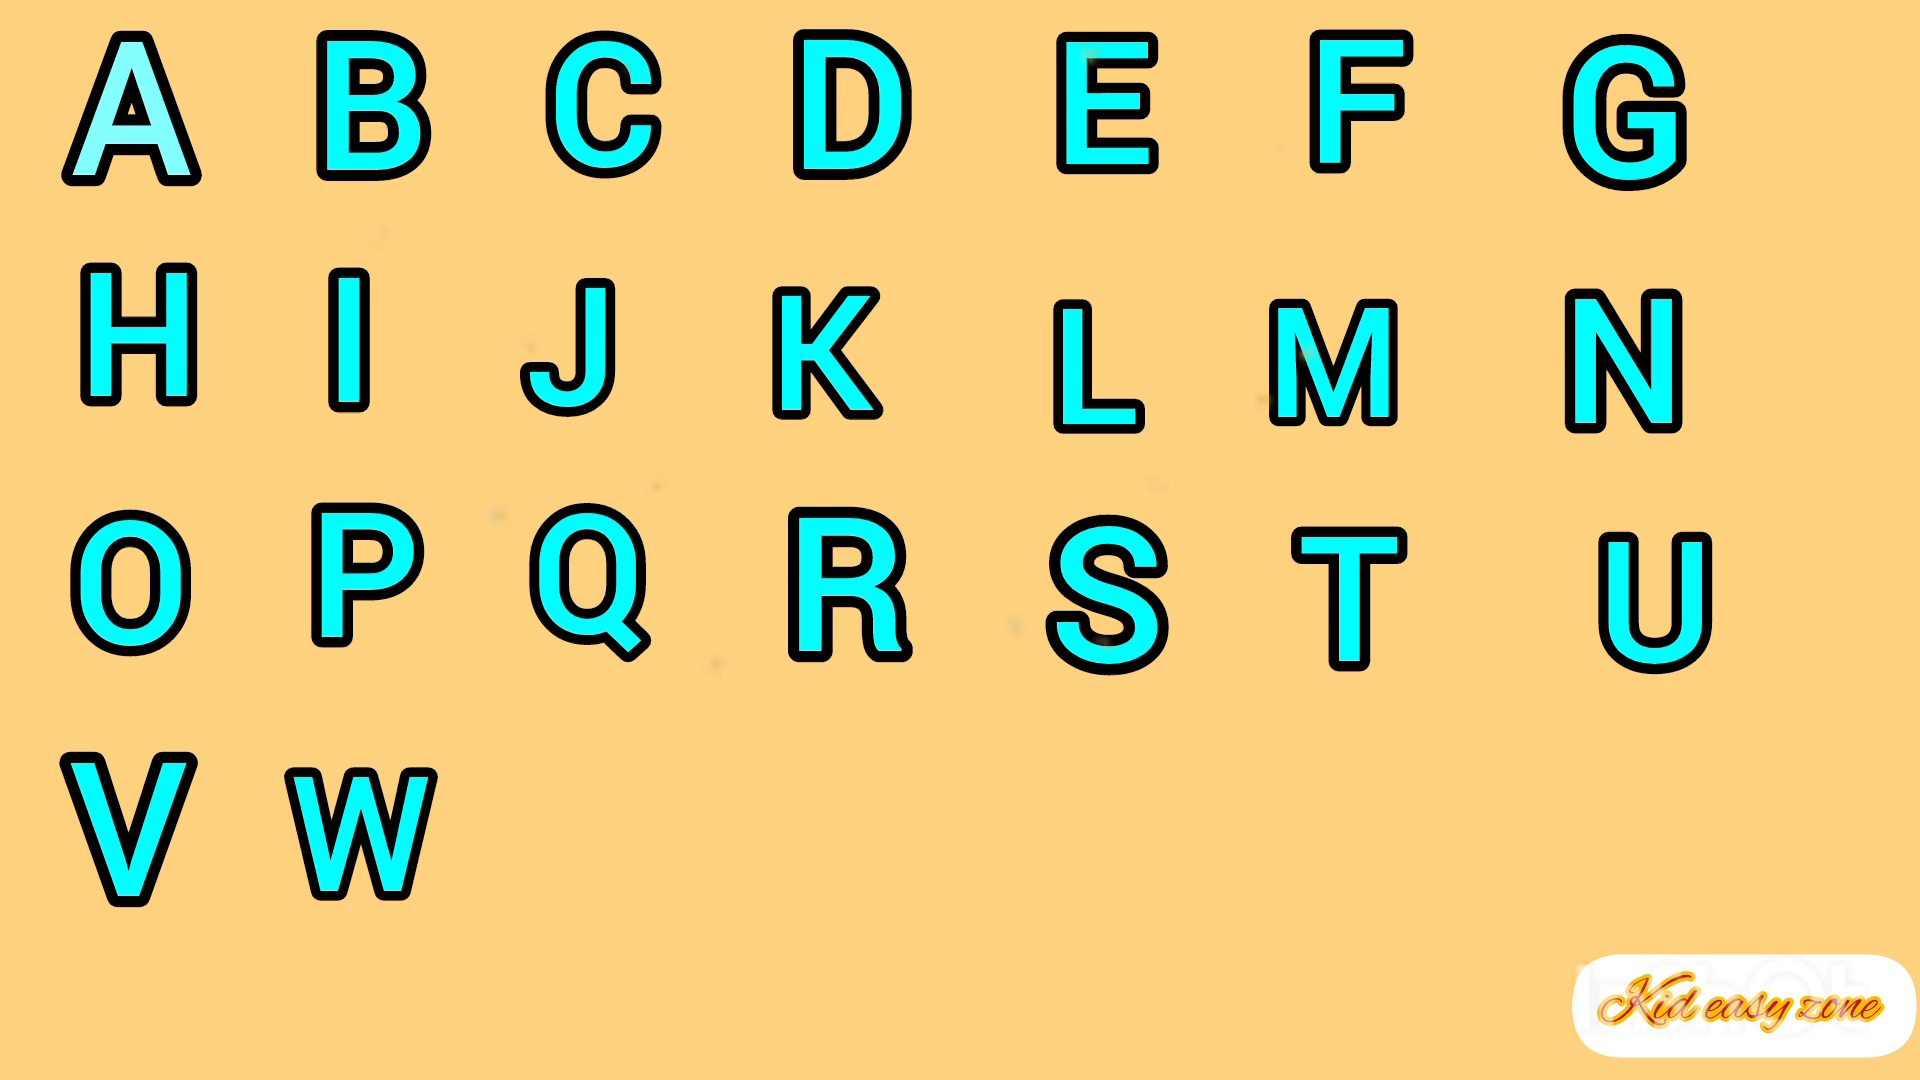 A B C D E F G
H I J K L M N
O P Q R S T U
V W
Kid easy zone